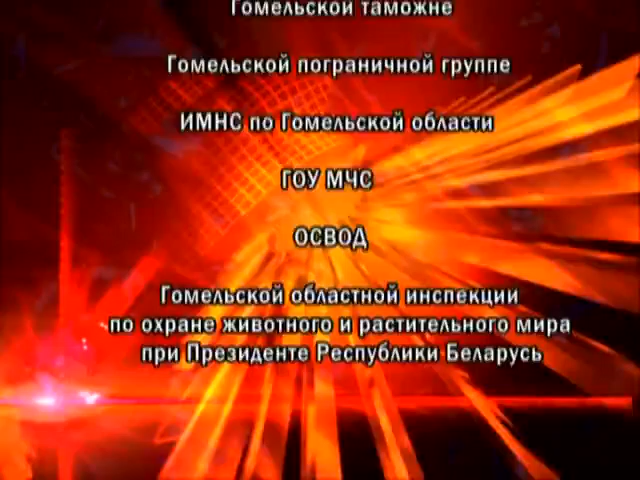 Гомельской таможне
Гомельской пограничной группе
ИМНС по Гомельской области
ГОУ МЧС
ОСВОД
Гомельской областной инспекции
по охране животного и растительного мира
при Президенте Республики Беларусь